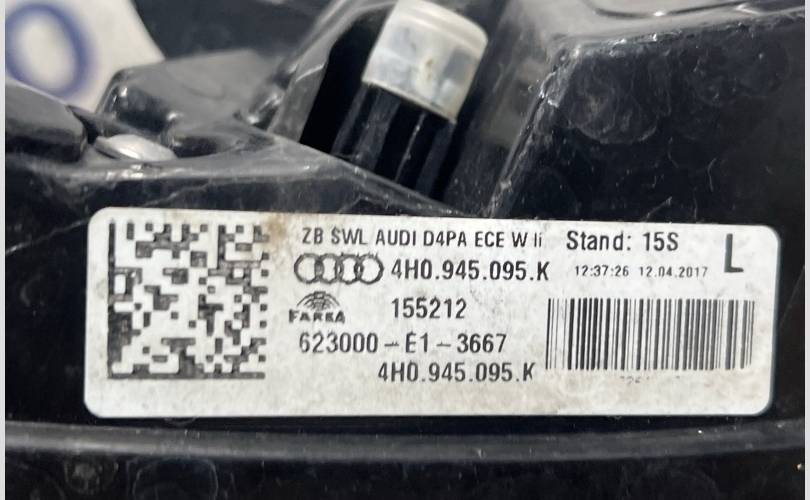 ZB SWL AUDI D4PA ECE W li Stand: 15S L
4H0.945.095.K 12:37:26 12.04.2017
FARBA 155212
623000-E1-3667
4H0.945.095.K